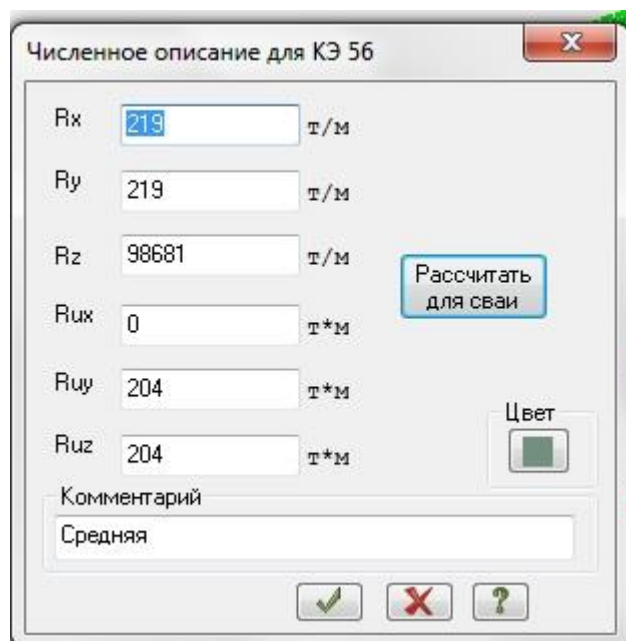 Численное описание для КЭ 56
Rx 219 т/м
Ry 219 т/м
Rz 98681 т/м
Рассчитать
для сваи
Rux 0 т*м
Ruy 204 т*м
Цвет
Ruz 204 т*м
Комментарий
Средняя
?